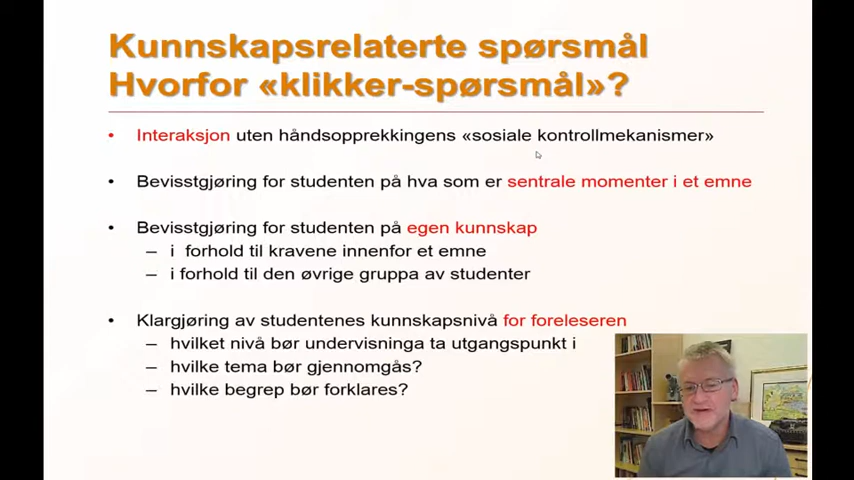 Kunnskapsrelaterte spørsmål
Hvorfor «klikker-spørsmål»?
• Interaksjon uten håndsopprekkingens «sosiale kontrollmekanismer»
• Bevisstgjøring for studenten på hva som er sentrale momenter i et emne
• Bevisstgjøring for studenten på egen kunnskap
– i forhold til kravene innenfor et emne
– i forhold til den øvrige gruppa av studenter
• Klargjøring av studentenes kunnskapsnivå for foreleseren
– hvilket nivå bør undervisninga ta utgangspunkt i
– hvilke tema bør gjennomgås?
– hvilke begrep bør forklares?